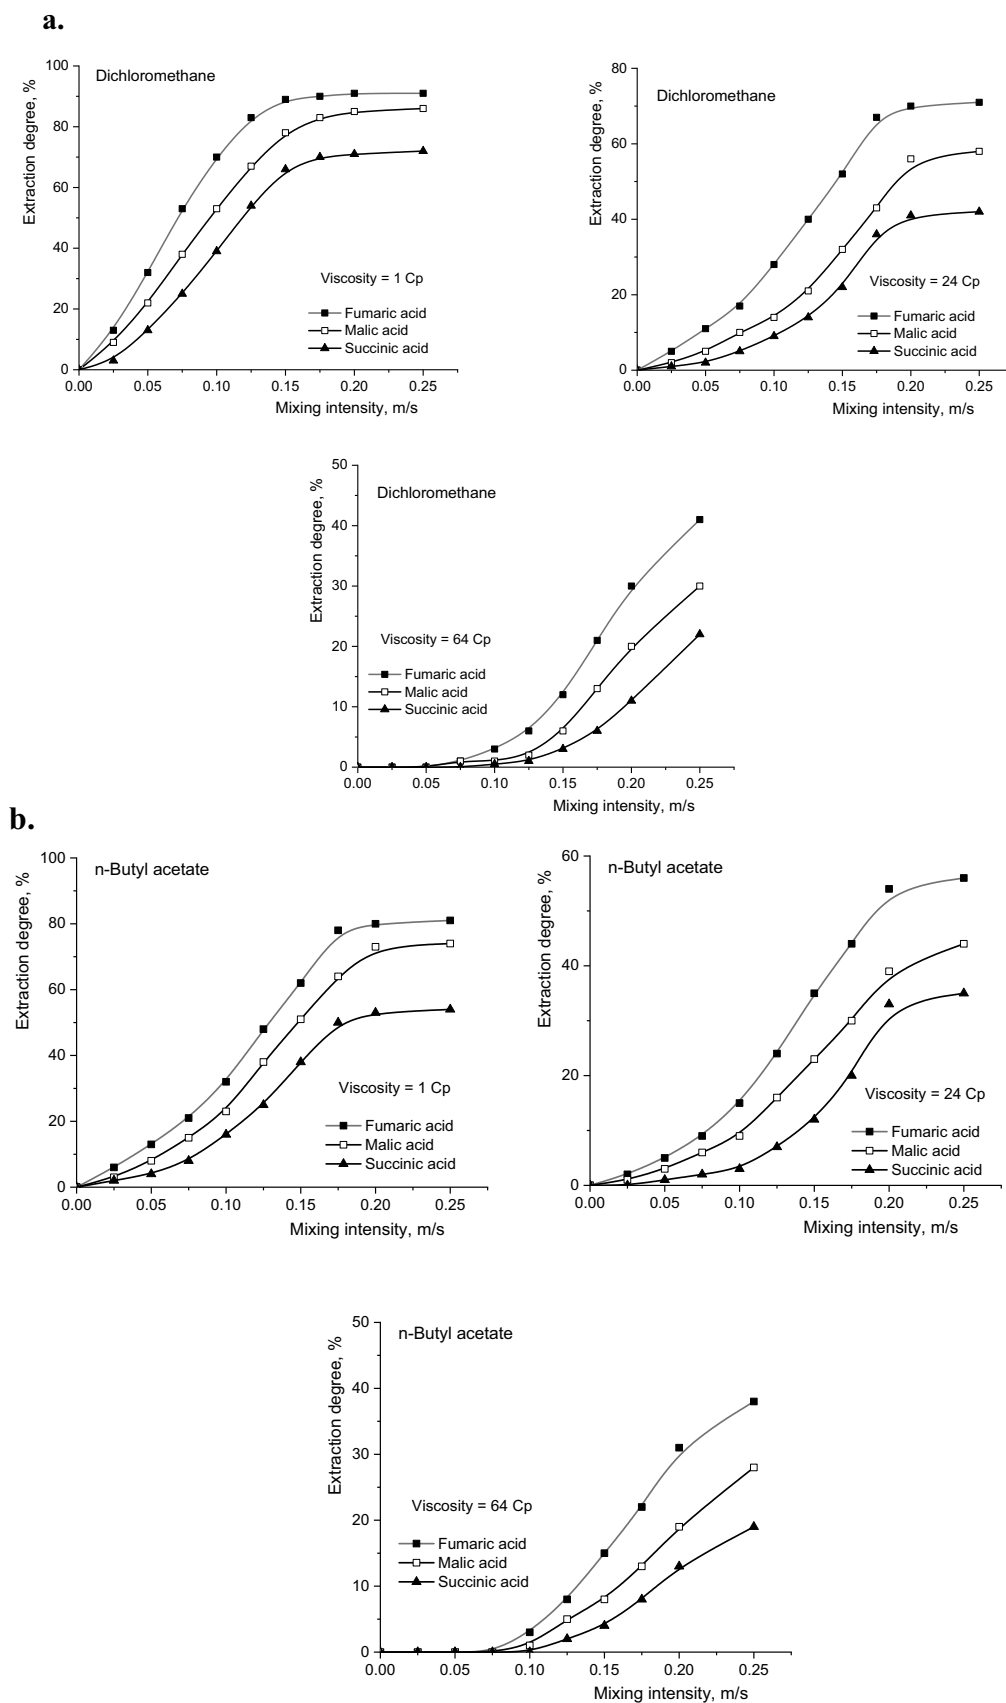 a.
Extraction degree, %
100
80
60
40
20
0
Dichloromethane
Viscosity = 1 Cp
Fumaric acid
Malic acid
Succinic acid
0.00 0.05 0.10 0.15 0.20 0.25
Mixing intensity, m/s
Extraction degree, %
80
60
40
20
0
Dichloromethane
Viscosity = 24 Cp
Fumaric acid
Malic acid
Succinic acid
0.00 0.05 0.10 0.15 0.20 0.25
Mixing intensity, m/s
Extraction degree, %
50
40
30
20
10
0
Dichloromethane
Viscosity = 64 Cp
Fumaric acid
Malic acid
Succinic acid
0.00 0.05 0.10 0.15 0.20 0.25
Mixing intensity, m/s
b.
Extraction degree, %
100
80
60
40
20
0
n-Butyl acetate
Viscosity = 1 Cp
Fumaric acid
Malic acid
Succinic acid
0.00 0.05 0.10 0.15 0.20 0.25
Mixing intensity, m/s
Extraction degree, %
60
40
20
0
n-Butyl acetate
Viscosity = 24 Cp
Fumaric acid
Malic acid
Succinic acid
0.00 0.05 0.10 0.15 0.20 0.25
Mixing intensity, m/s
Extraction degree, %
50
40
30
20
10
0
n-Butyl acetate
Viscosity = 64 Cp
Fumaric acid
Malic acid
Succinic acid
0.00 0.05 0.10 0.15 0.20 0.25
Mixing intensity, m/s